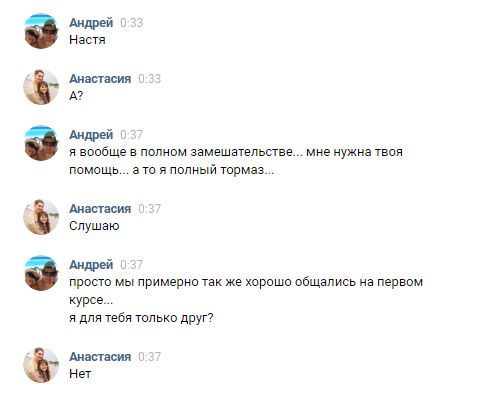 Андрей 0:33
Настя
Анастасия 0:33
А?
Андрей 0:37
я вообще в полном замешательстве... мне нужна твоя
помощь... а то я полный тормаз...
Анастасия 0:37
Слушаю
Андрей 0:37
просто мы примерно так же хорошо общались на первом
курсе...
я для тебя только друг?
Анастасия 0:37
Нет